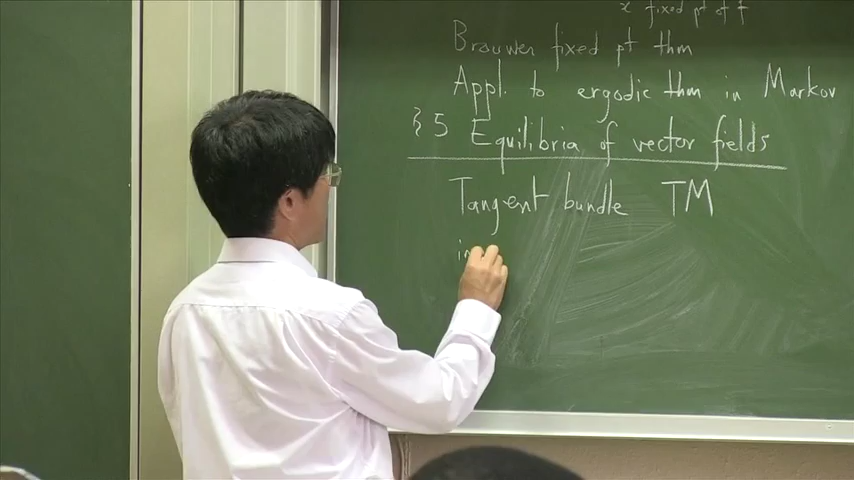 x fixed pt of f
Brouwer fixed pt thm
Appl. to ergodic thm in Markov
§5 Equilibria of vector fields
Tangent bundle TM
in